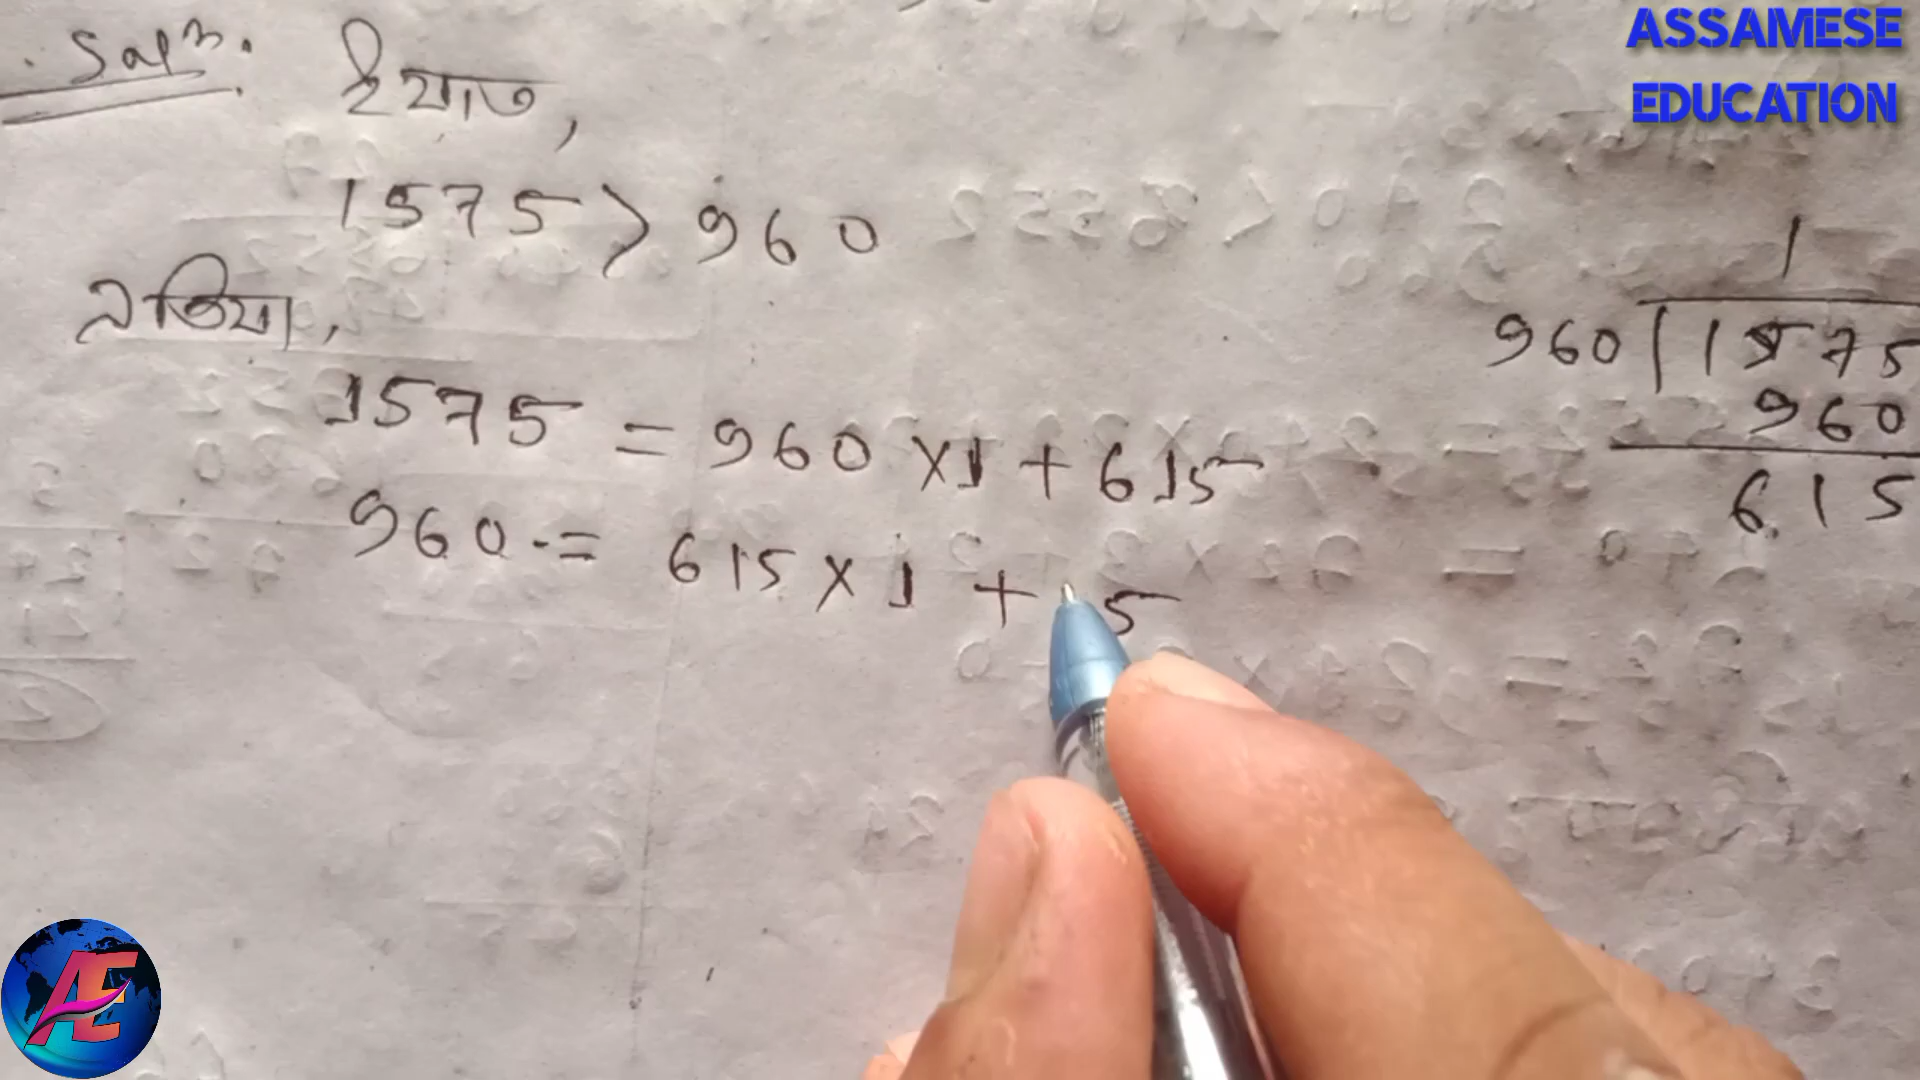 Solⁿ.
ইয়াত,
1575 > 960
এতিয়া,
1575 = 960 × 1 + 615
960 = 615 × 1 + 5
1
960 1575
960
615
ASSAMESE
EDUCATION
AE